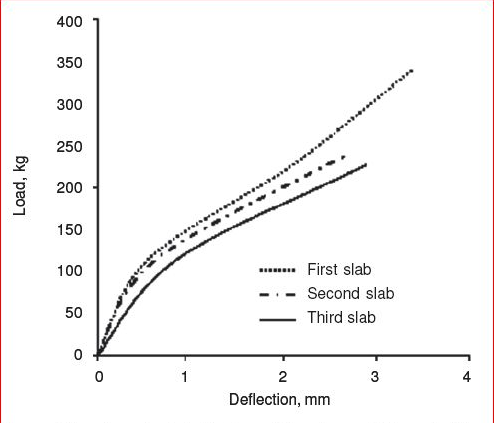 400
350
300
250
200
150
100
50
0
Load, kg
First slab
Second slab
Third slab
0 1 2 3 4
Deflection, mm